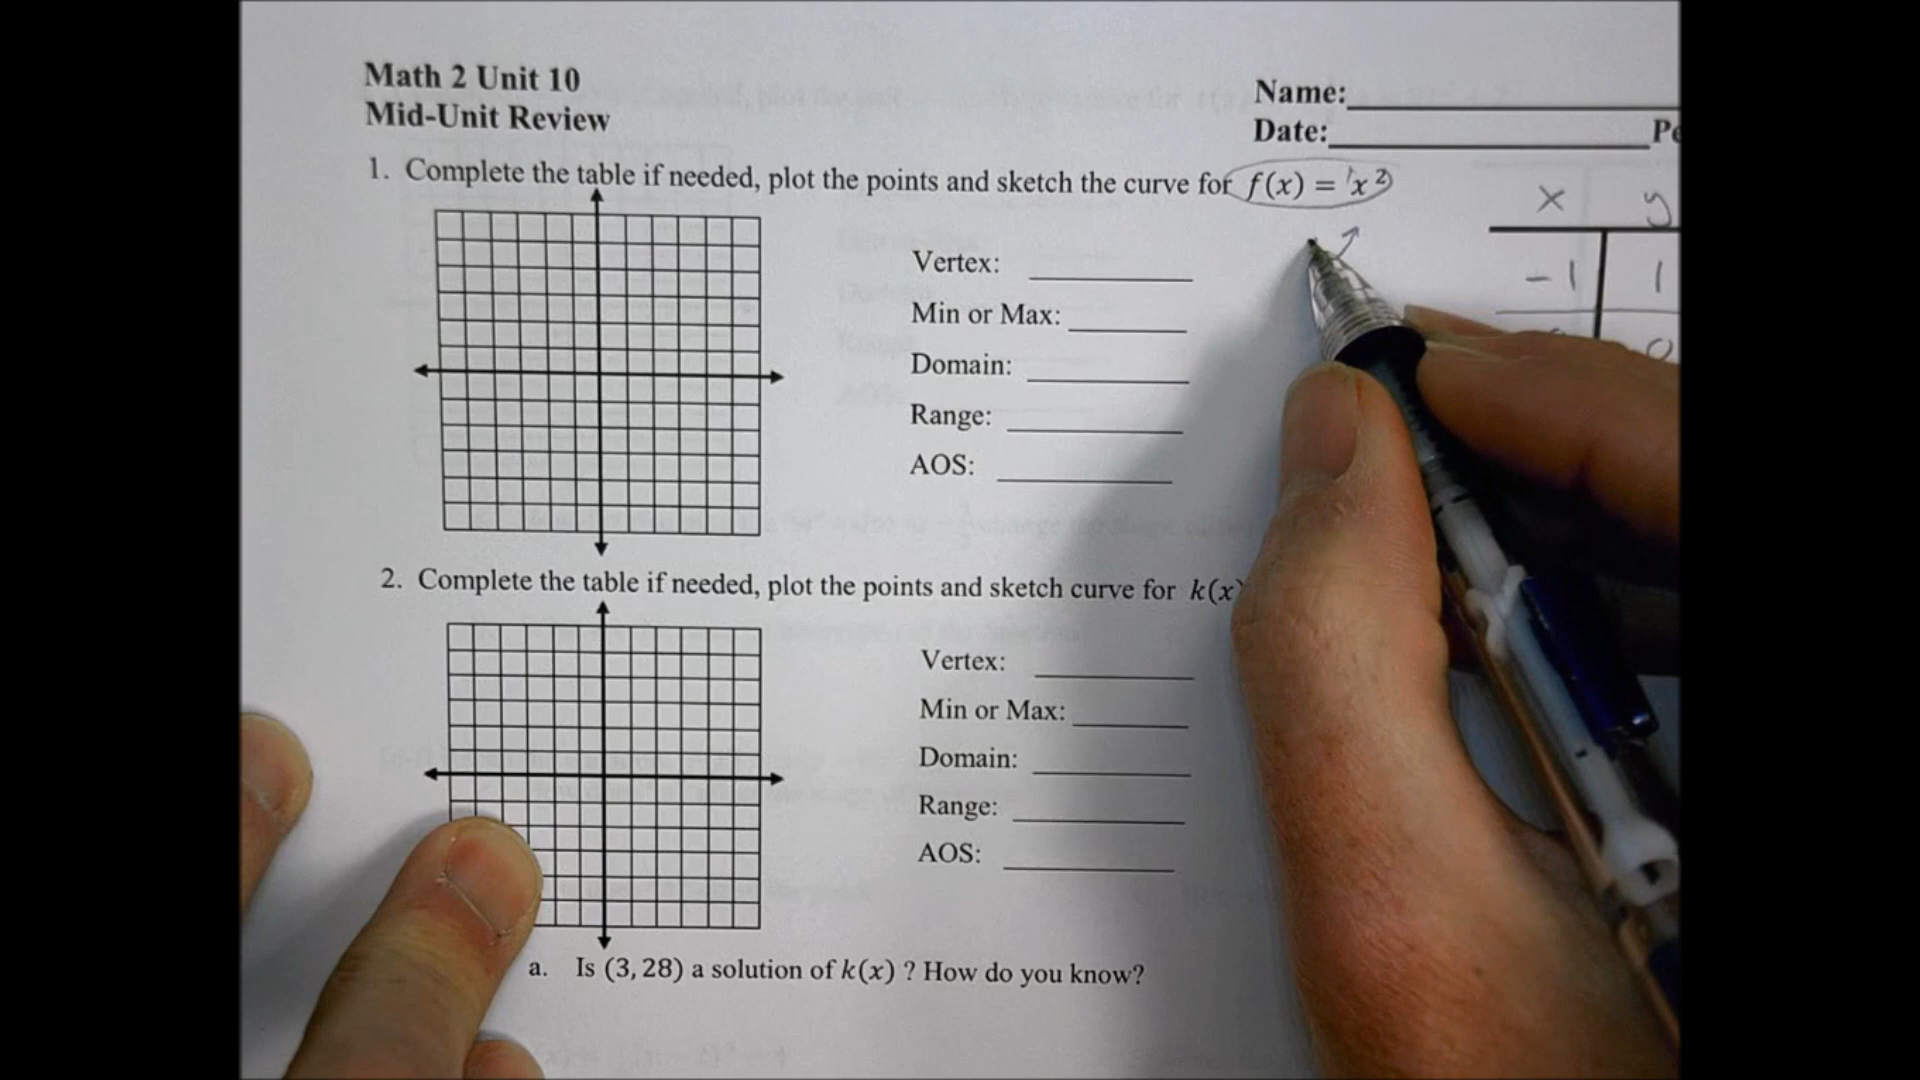 Math 2 Unit 10
Mid-Unit Review
Name:
Date:
1. Complete the table if needed, plot the points and sketch the curve for f(x) = x²
x y
-1 1
0
Vertex:
Min or Max:
Domain:
Range:
AOS:
2. Complete the table if needed, plot the points and sketch curve for k(x)
Vertex:
Min or Max:
Domain:
Range:
AOS:
a. Is (3, 28) a solution of k(x) ? How do you know?